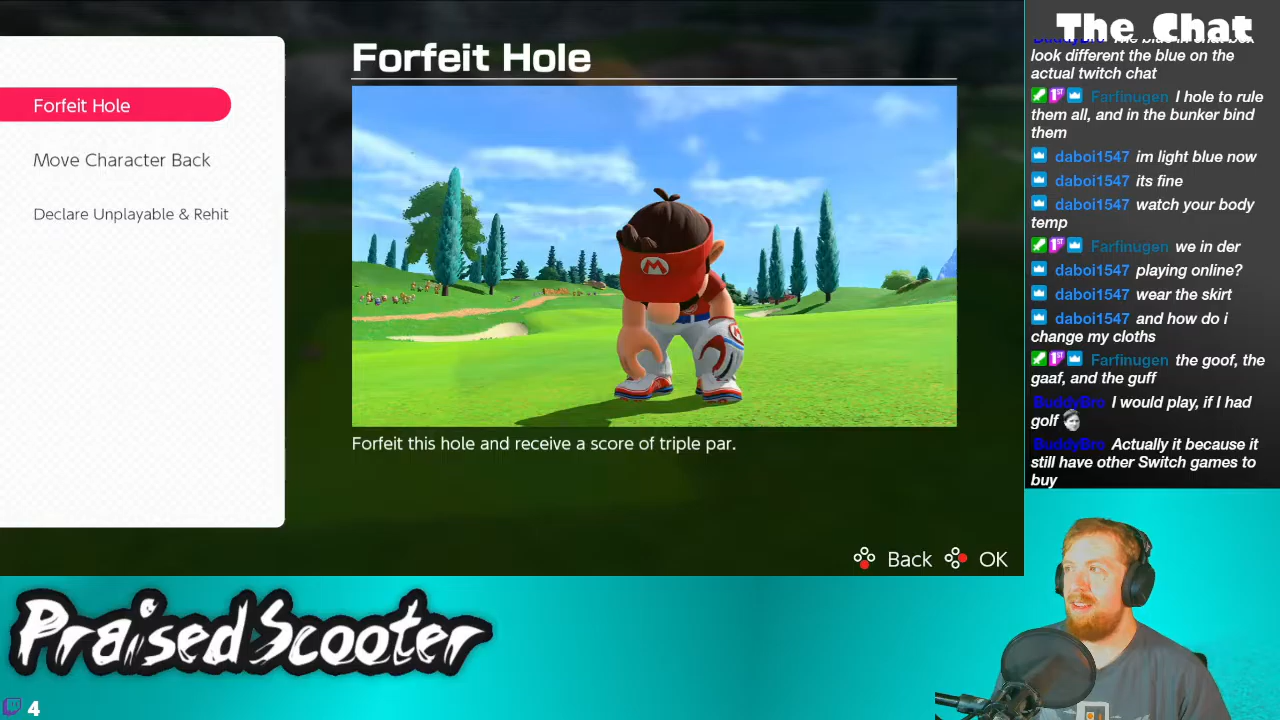 Forfeit Hole
Move Character Back
Declare Unplayable & Rehit
Forfeit Hole
M
Forfeit this hole and receive a score of triple par.
Back
OK
The Chat
look different the blue on the
actual twitch chat
1ST Farfinugen I hole to rule
them all, and in the bunker bind
them
daboi1547 im light blue now
daboi1547 its fine
daboi1547 watch your body
temp
1ST Farfinugen we in der
daboi1547 playing online?
daboi1547 wear the skirt
daboi1547 and how do i
change my cloths
1ST Farfinugen the goof, the
gaaf, and the guff
BuddyBro I would play, if I had
golf
BuddyBro Actually it because it
still have other Switch games to
buy
PraisedScooter
4